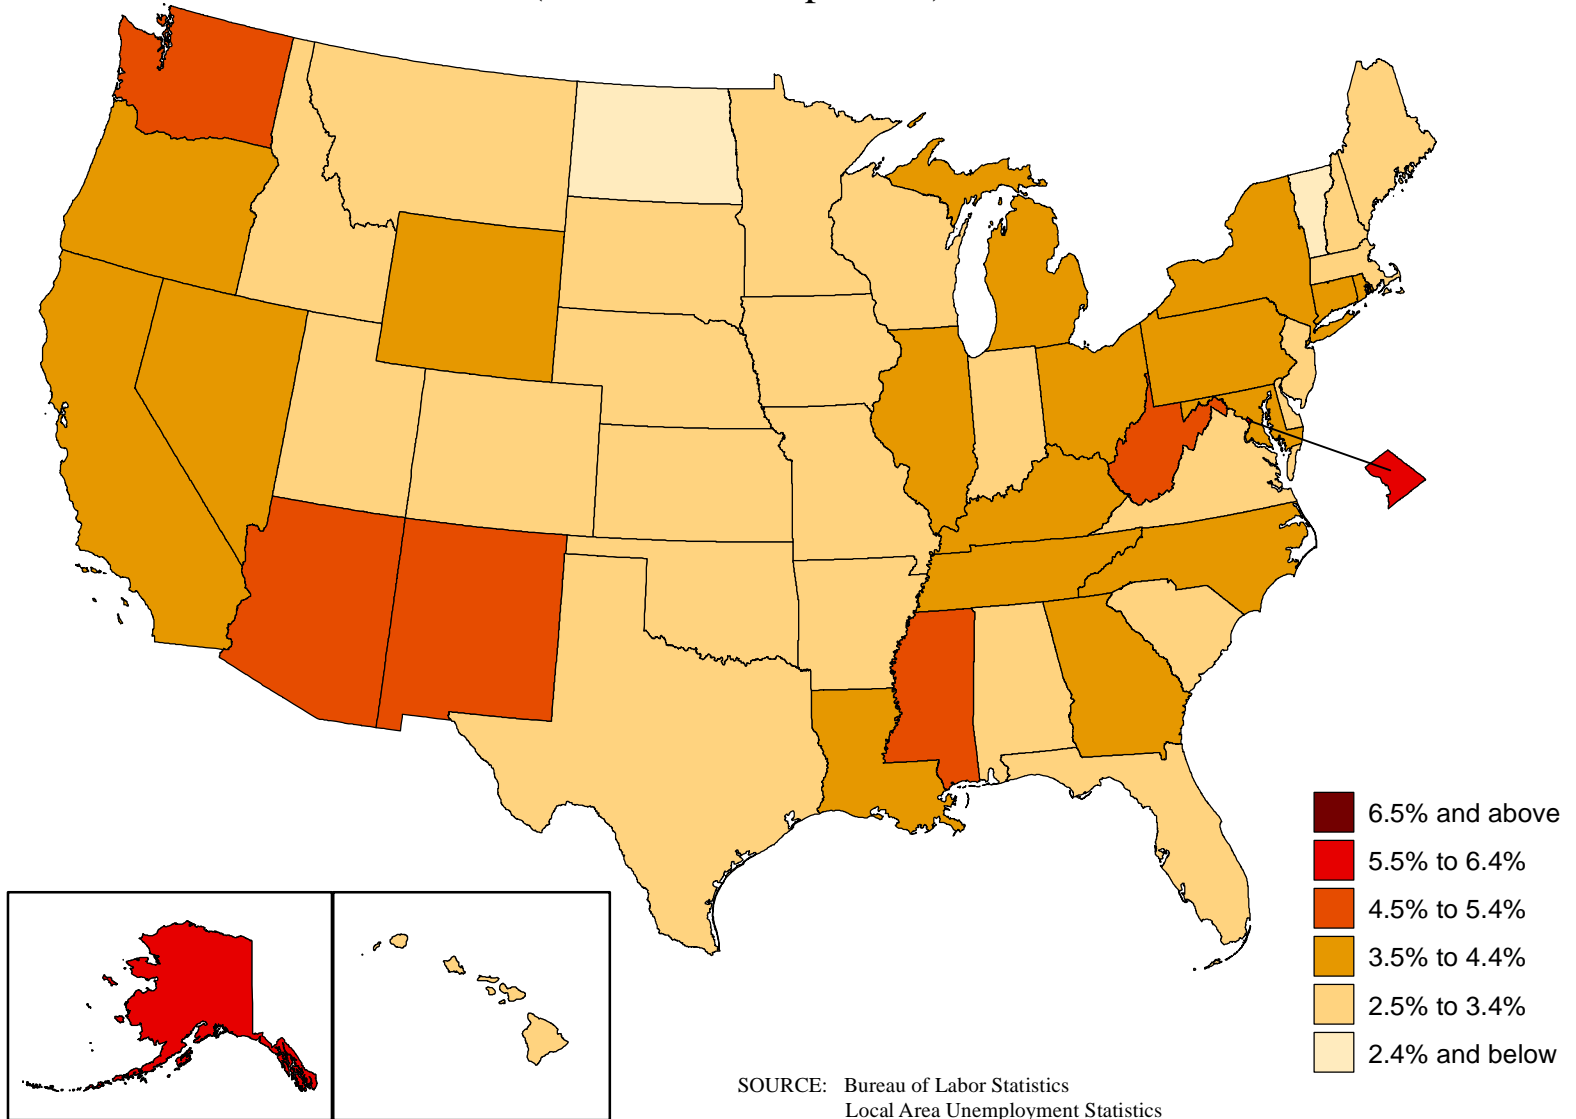 6.5% and above
5.5% to 6.4%
4.5% to 5.4%
3.5% to 4.4%
2.5% to 3.4%
2.4% and below
SOURCE: Bureau of Labor Statistics
Local Area Unemployment Statistics